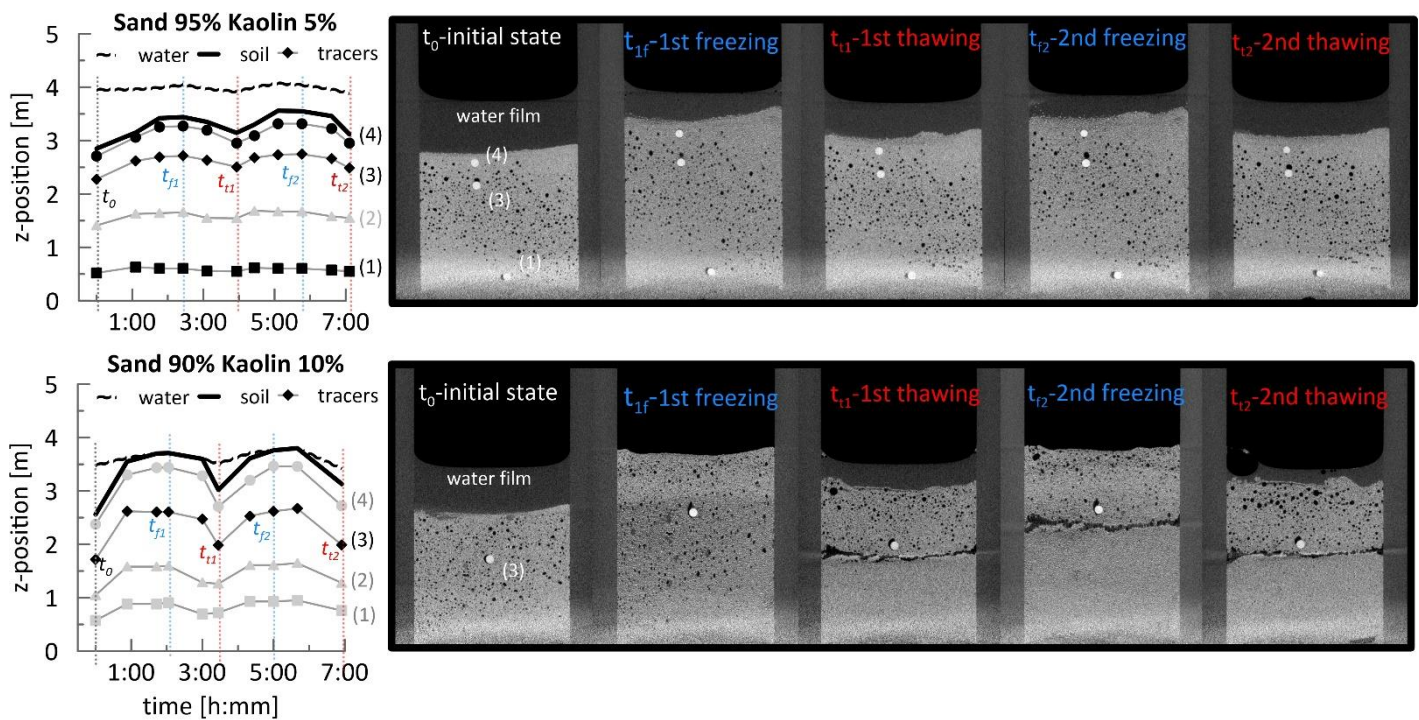 Sand 95% Kaolin 5%
5
4
3
2
1
0
z-position [m]
water soil tracers
(4)
(3)
(2)
(1)
t0
tf1
tt1
tf2
tt2
1:00 3:00 5:00 7:00
t0-initial state
t1f-1st freezing
tt1-1st thawing
tf2-2nd freezing
tt2-2nd thawing
water film
(4)
(3)
(1)
Sand 90% Kaolin 10%
5
4
3
2
1
0
z-position [m]
water soil tracers
(4)
(3)
(2)
(1)
t0
tf1
tt1
tf2
tt2
1:00 3:00 5:00 7:00
time [h:mm]
t0-initial state
t1f-1st freezing
tt1-1st thawing
tf2-2nd freezing
tt2-2nd thawing
water film
(3)